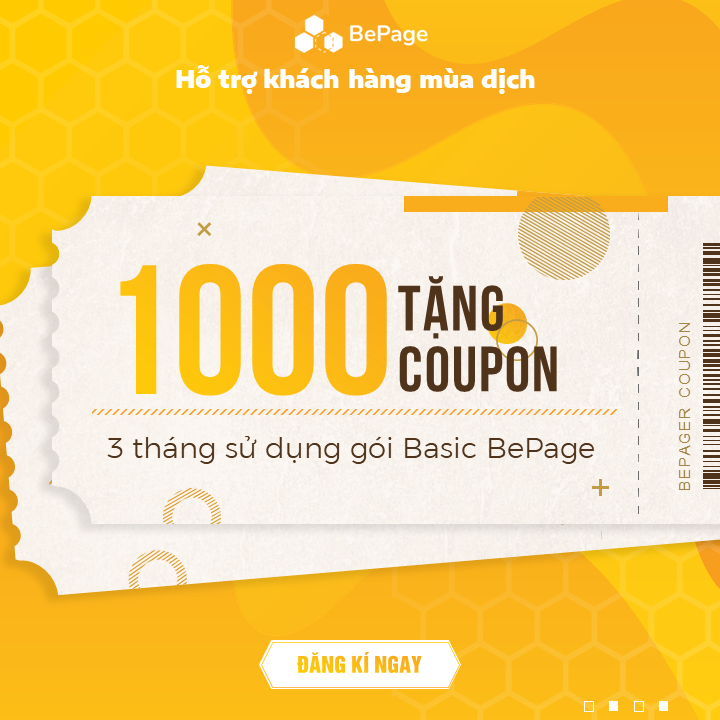 BePage
Hỗ trợ khách hàng mùa dịch
1000 TẶNG
COUPON
3 tháng sử dụng gói Basic BePage
BEPAGER COUPON
ĐĂNG KÍ NGAY